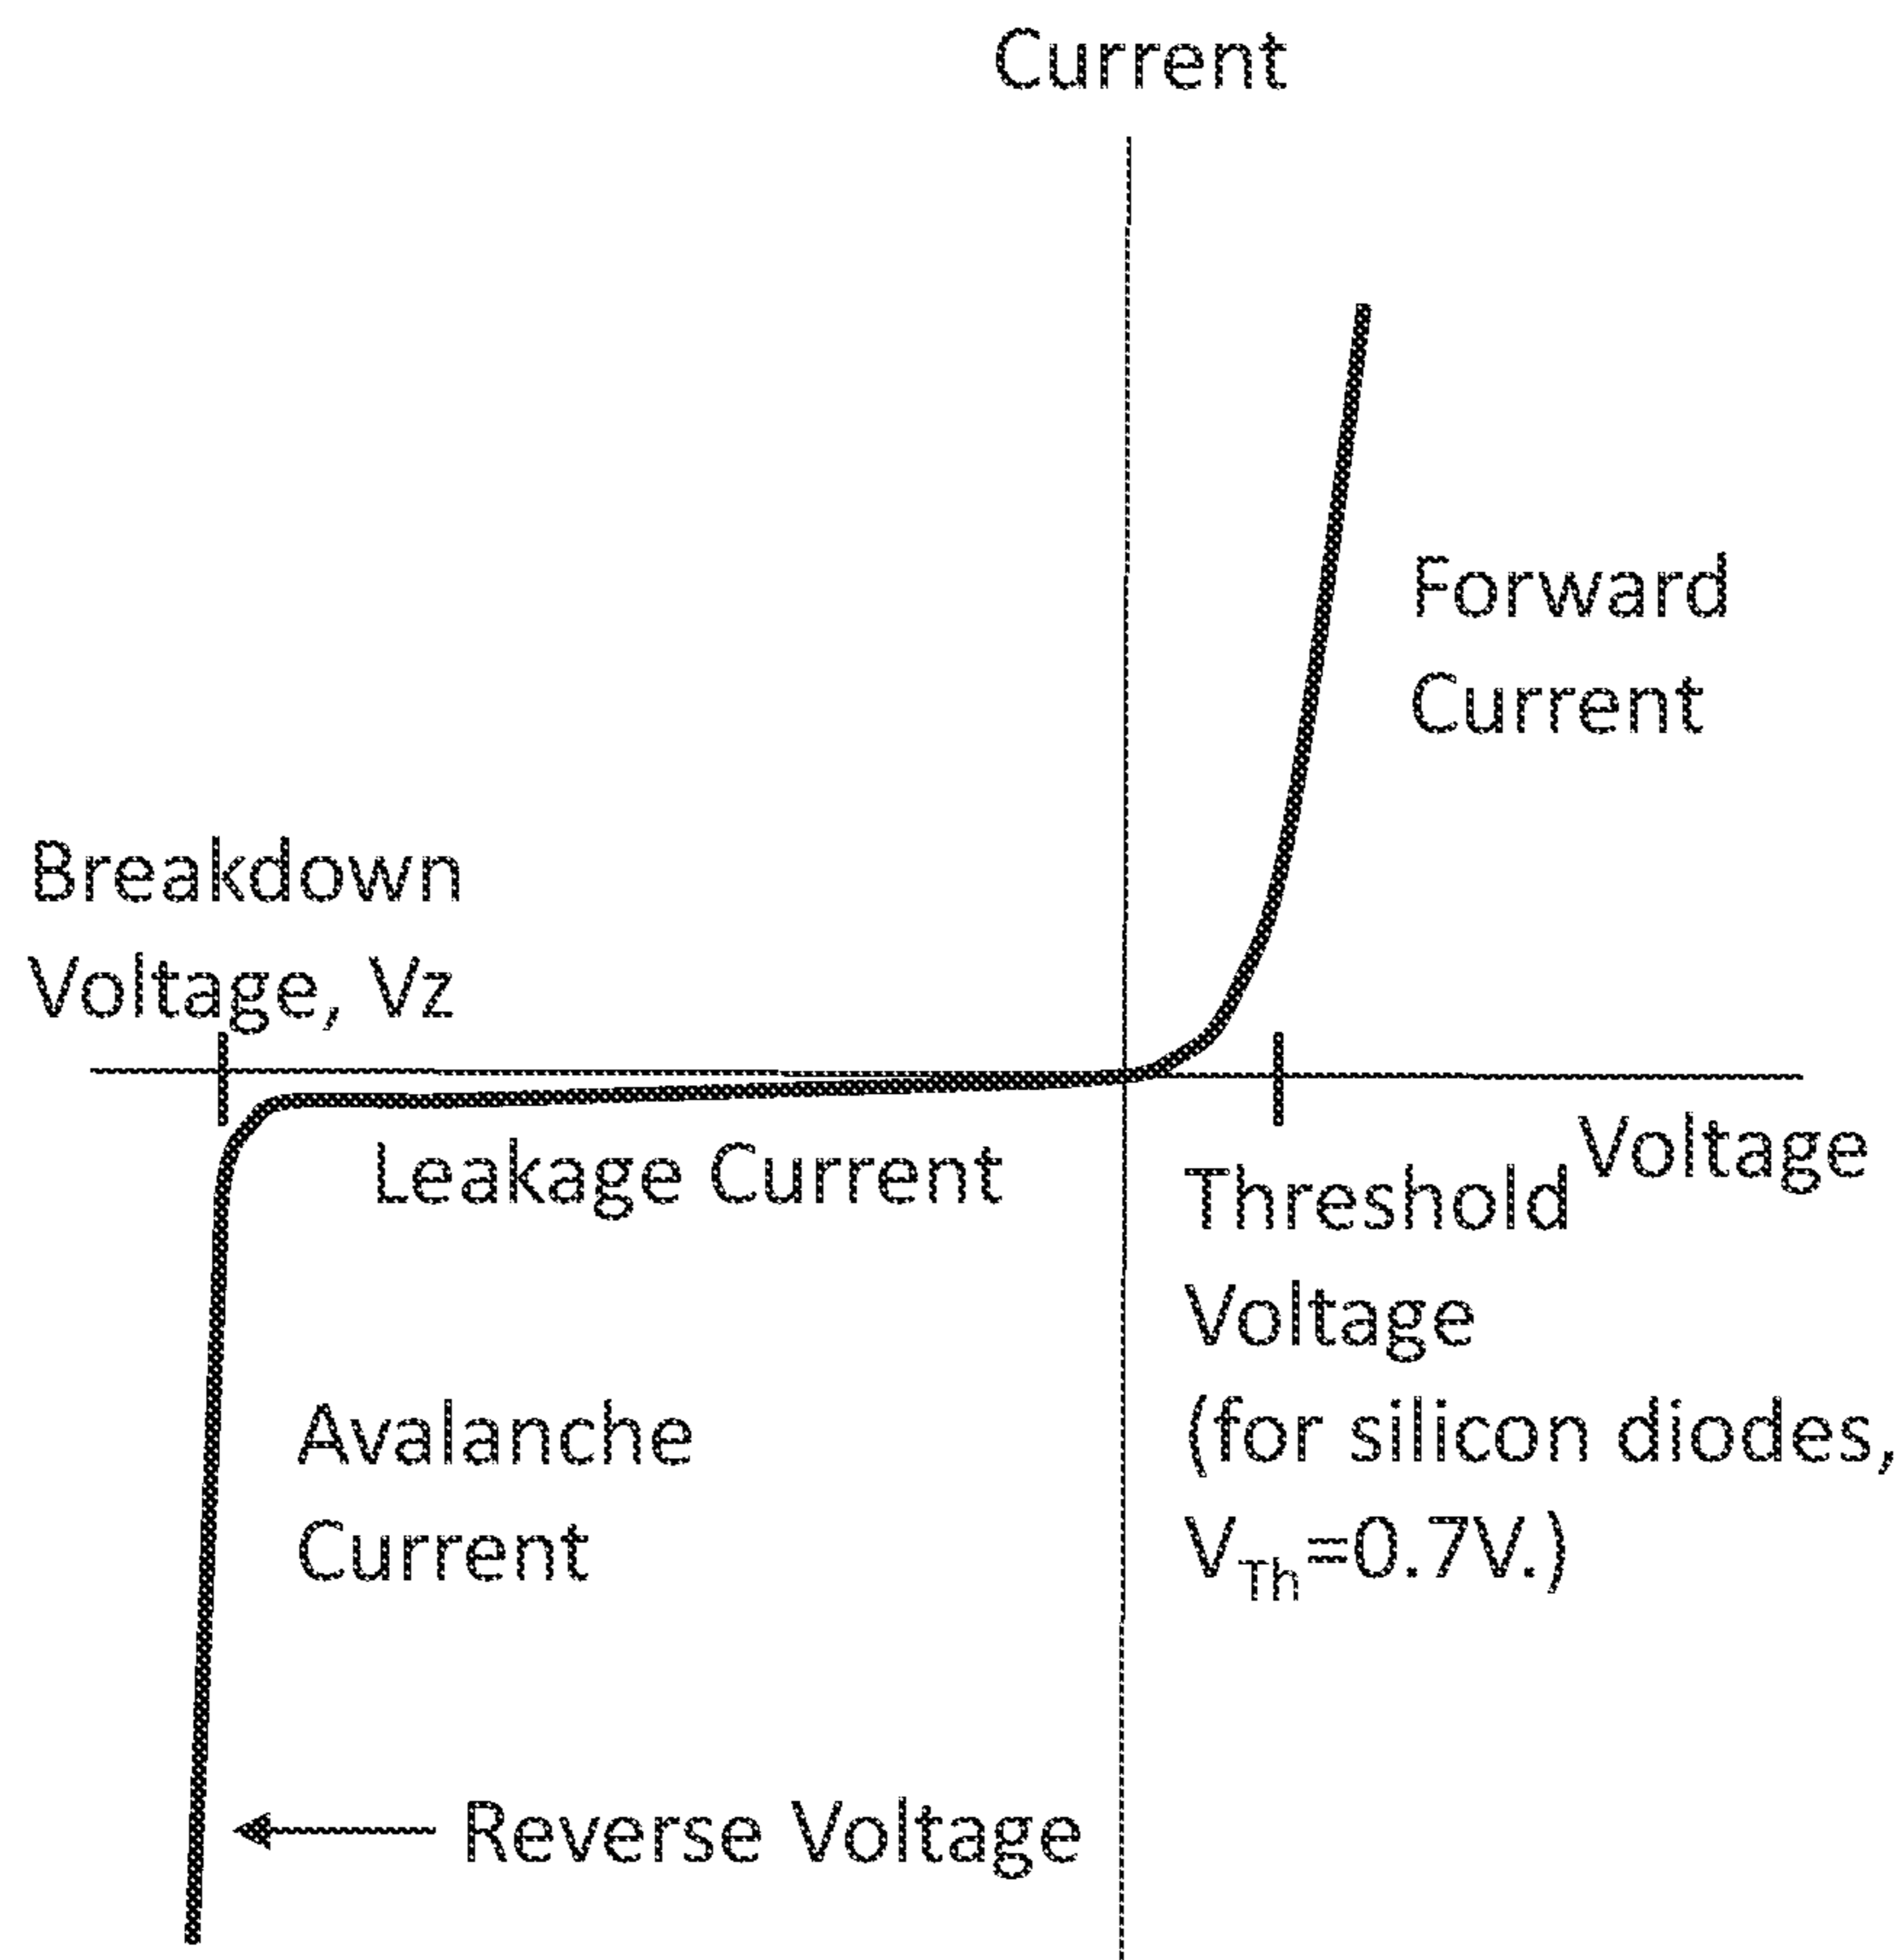 Current
Forward
Current
Breakdown
Voltage, Vz
Leakage Current
Voltage
Threshold
Voltage
(for silicon diodes,
VTh=0.7V.)
Avalanche
Current
Reverse Voltage